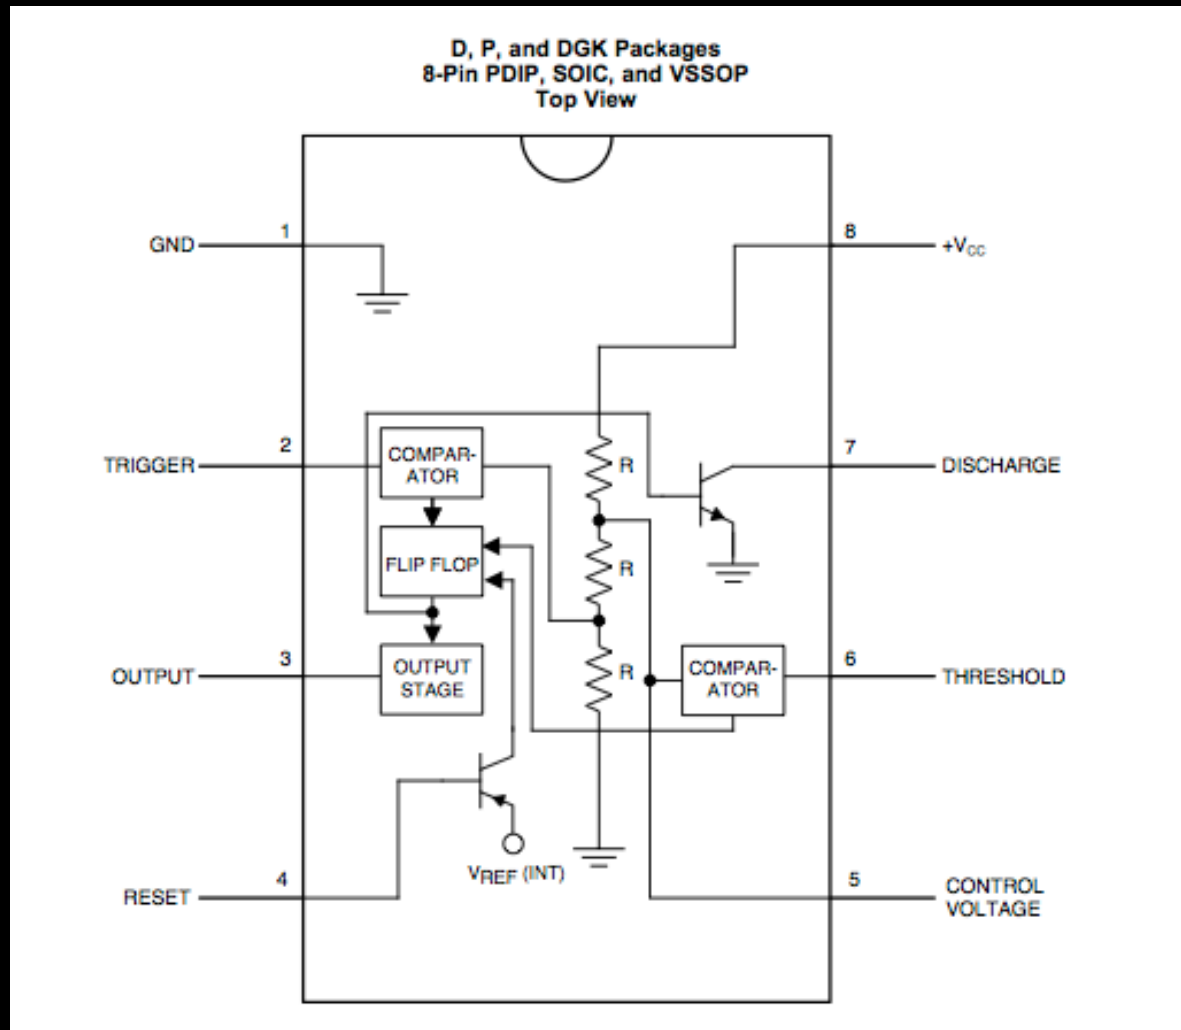 D, P, and DGK Packages
8-Pin PDIP, SOIC, and VSSOP
Top View
GND
1
8
+VCC
TRIGGER
2
COMPAR-
ATOR
R
7
DISCHARGE
FLIP FLOP
R
OUTPUT
3
OUTPUT
STAGE
R
COMPAR-
ATOR
6
THRESHOLD
VREF (INT)
RESET
4
5
CONTROL
VOLTAGE